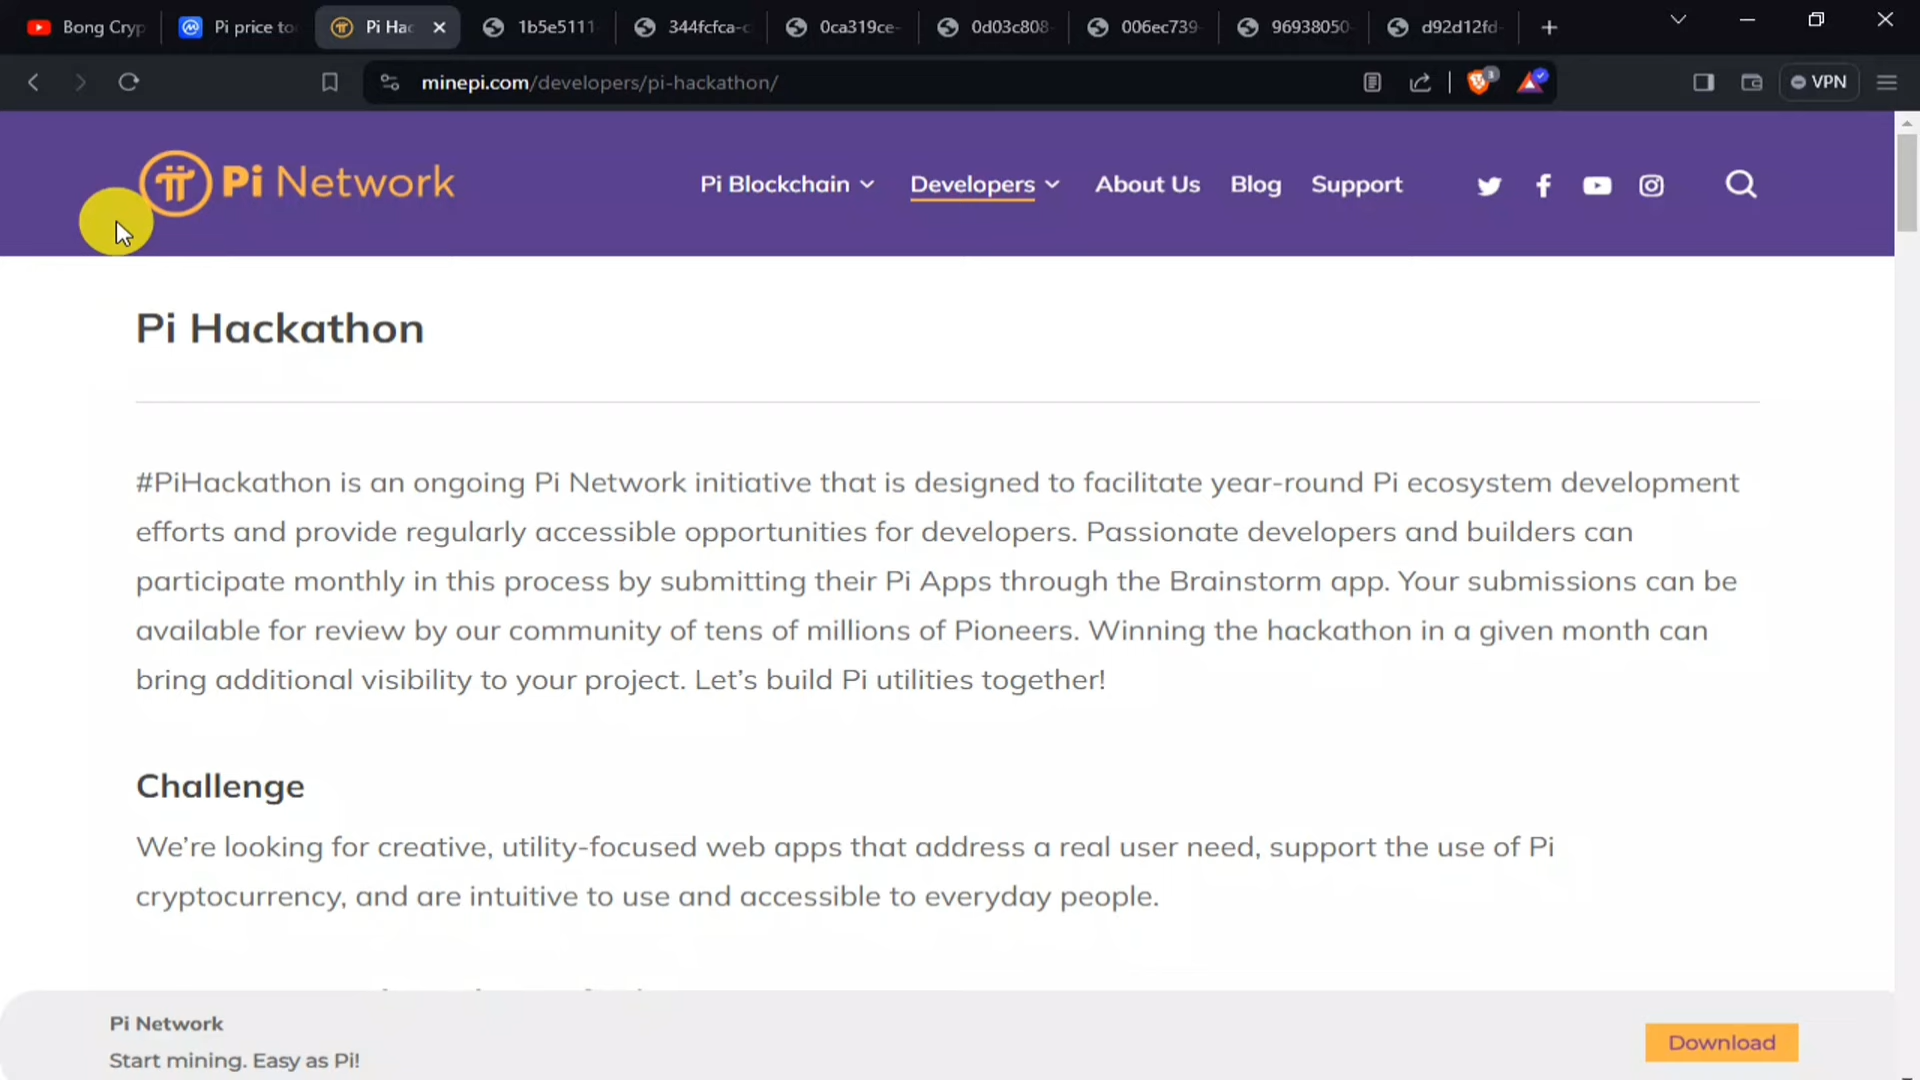 Bong Cryp
Pi price to
Pi Hac
1b5e5111
344fcfca-c
0ca319ce-
0d03c808-
006ec739-
96938050-
d92d12fd-
minepi.com/developers/pi-hackathon/
3
VPN
Pi Network
Pi Blockchain
Developers
About Us
Blog
Support
Pi Hackathon
#PiHackathon is an ongoing Pi Network initiative that is designed to facilitate year-round Pi ecosystem development
efforts and provide regularly accessible opportunities for developers. Passionate developers and builders can
participate monthly in this process by submitting their Pi Apps through the Brainstorm app. Your submissions can be
available for review by our community of tens of millions of Pioneers. Winning the hackathon in a given month can
bring additional visibility to your project. Let’s build Pi utilities together!
Challenge
We’re looking for creative, utility-focused web apps that address a real user need, support the use of Pi
cryptocurrency, and are intuitive to use and accessible to everyday people.
Pi Network
Start mining. Easy as Pi!
Download